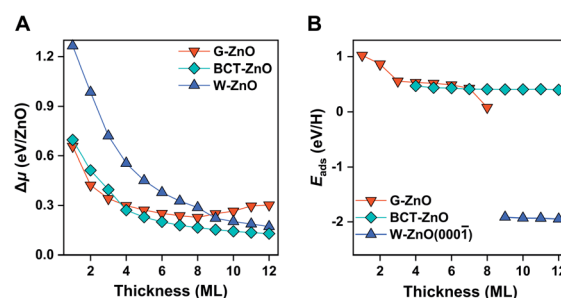 A
1.2
0.9
0.6
0.3
0.0
Δμ (eV/ZnO)
G-ZnO
BCT-ZnO
W-ZnO
2 4 6 8 10 12
Thickness (ML)
B
1
0
-1
-2
E_ads (eV/H)
G-ZnO
BCT-ZnO
W-ZnO(0001̄)
2 4 6 8 10 12
Thickness (ML)